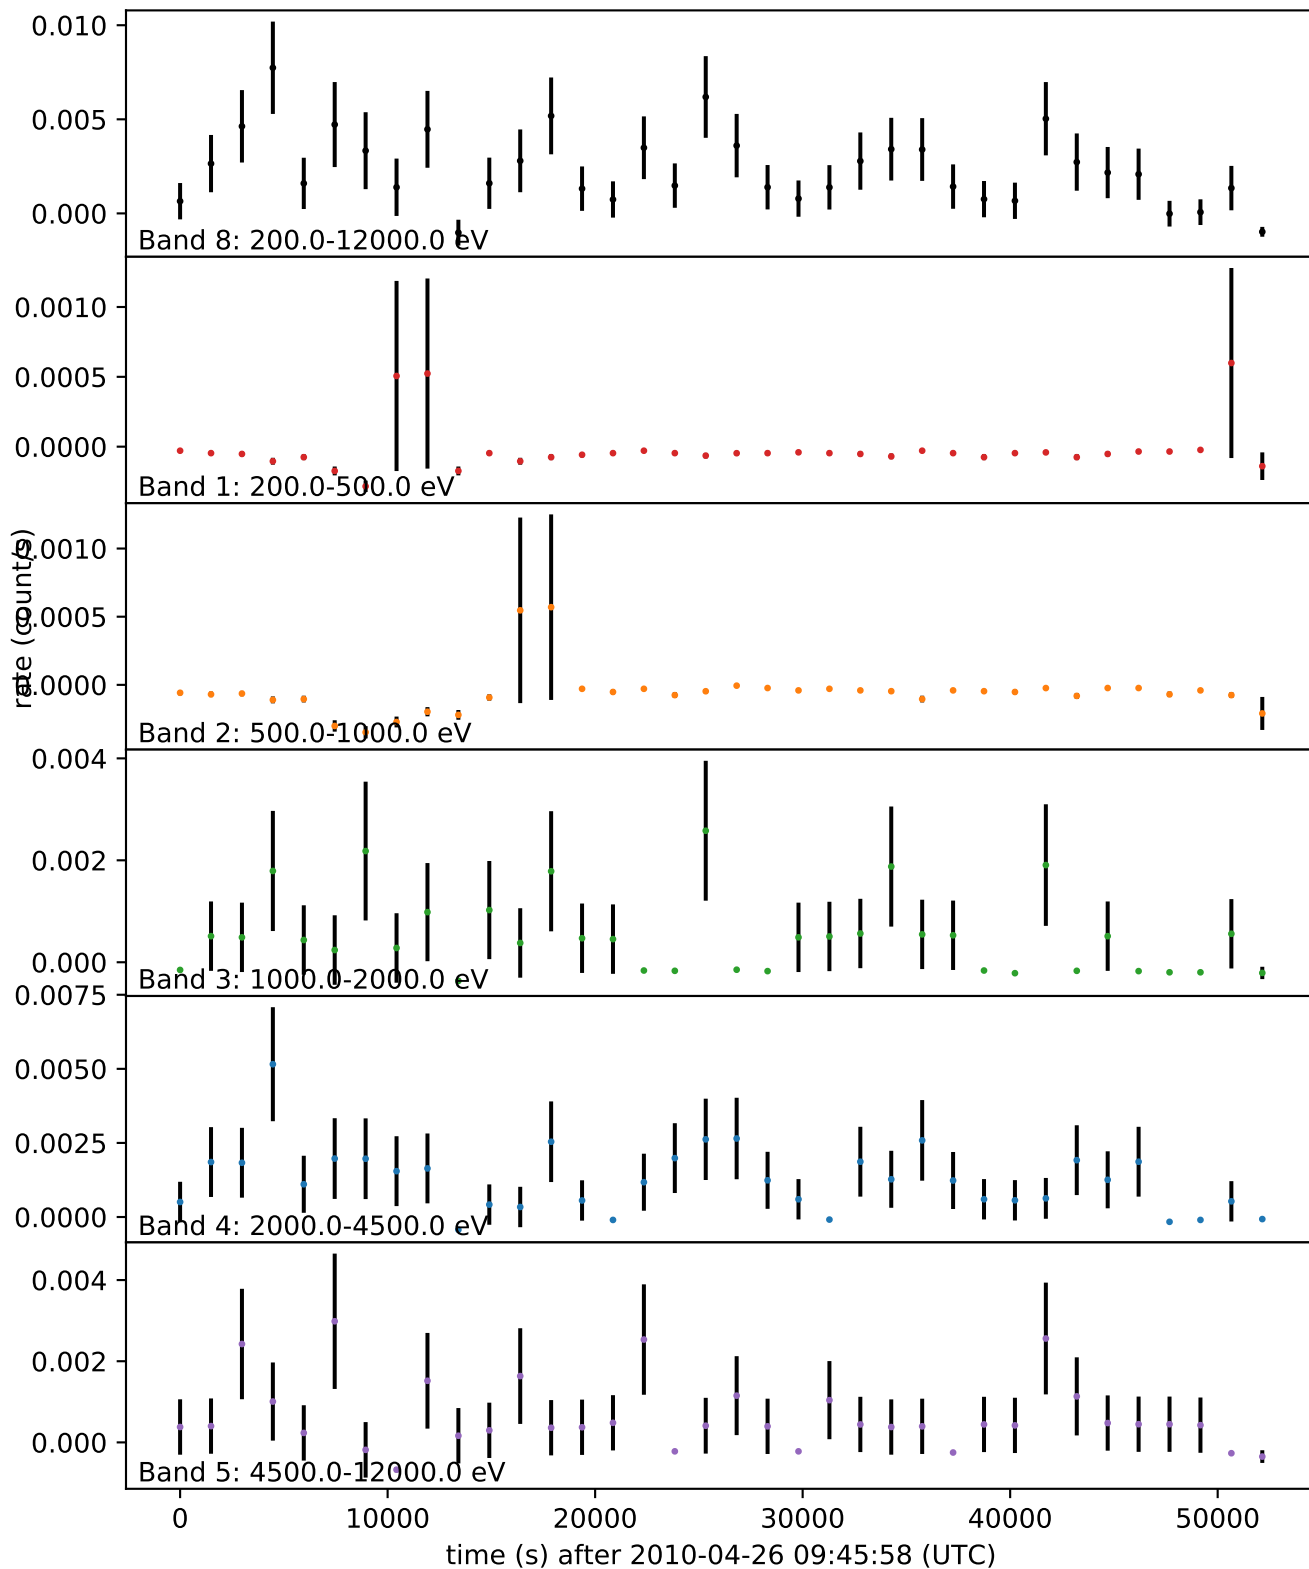 0.010
0.005
0.000
Band 8: 200.0-12000.0 eV
0.0010
0.0005
0.0000
Band 1: 200.0-500.0 eV
rate (count/s)
0.0010
0.0005
0.0000
Band 2: 500.0-1000.0 eV
0.004
0.002
0.000
Band 3: 1000.0-2000.0 eV
0.0075
0.0050
0.0025
0.0000
Band 4: 2000.0-4500.0 eV
0.004
0.002
0.000
Band 5: 4500.0-12000.0 eV
0 10000 20000 30000 40000 50000
time (s) after 2010-04-26 09:45:58 (UTC)